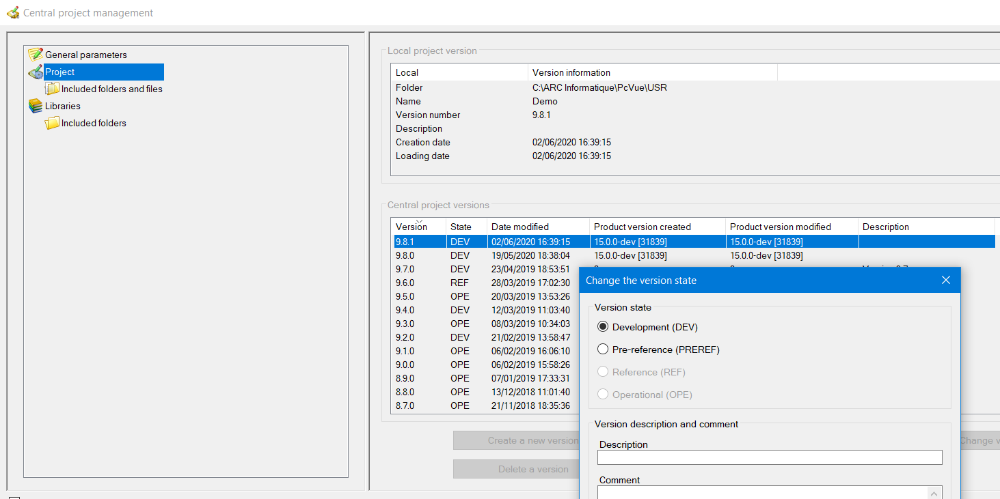 Central project management
General parameters
Project
Included folders and files
Libraries
Included folders
Local project version
Local Version information
Folder C:\ARC Informatique\PcVue\USR
Name Demo
Version number 9.8.1
Description
Creation date 02/06/2020 16:39:15
Loading date 02/06/2020 16:39:15
Central project versions
Version State Date modified Product version created Product version modified Description
9.8.1 DEV 02/06/2020 16:39:15 15.0.0-dev [31839] 15.0.0-dev [31839]
9.8.0 DEV 19/05/2020 18:38:04 15.0.0-dev [31839] 15.0.0-dev [31839]
9.7.0 DEV 23/04/2019 18:53:51
9.6.0 REF 28/03/2019 17:02:30
9.5.0 OPE 20/03/2019 13:53:26
9.4.0 DEV 12/03/2019 11:03:40
9.3.0 OPE 08/03/2019 10:34:03
9.2.0 DEV 21/02/2019 13:58:47
9.1.0 OPE 06/02/2019 16:06:10
9.0.0 OPE 06/02/2019 15:58:26
8.9.0 OPE 07/01/2019 17:33:31
8.8.0 OPE 13/12/2018 11:01:40
8.7.0 OPE 21/11/2018 18:35:36
Create a new version
Change v
Delete a version
Change the version state
Version state
Development (DEV)
Pre-reference (PREREF)
Reference (REF)
Operational (OPE)
Version description and comment
Description
Comment